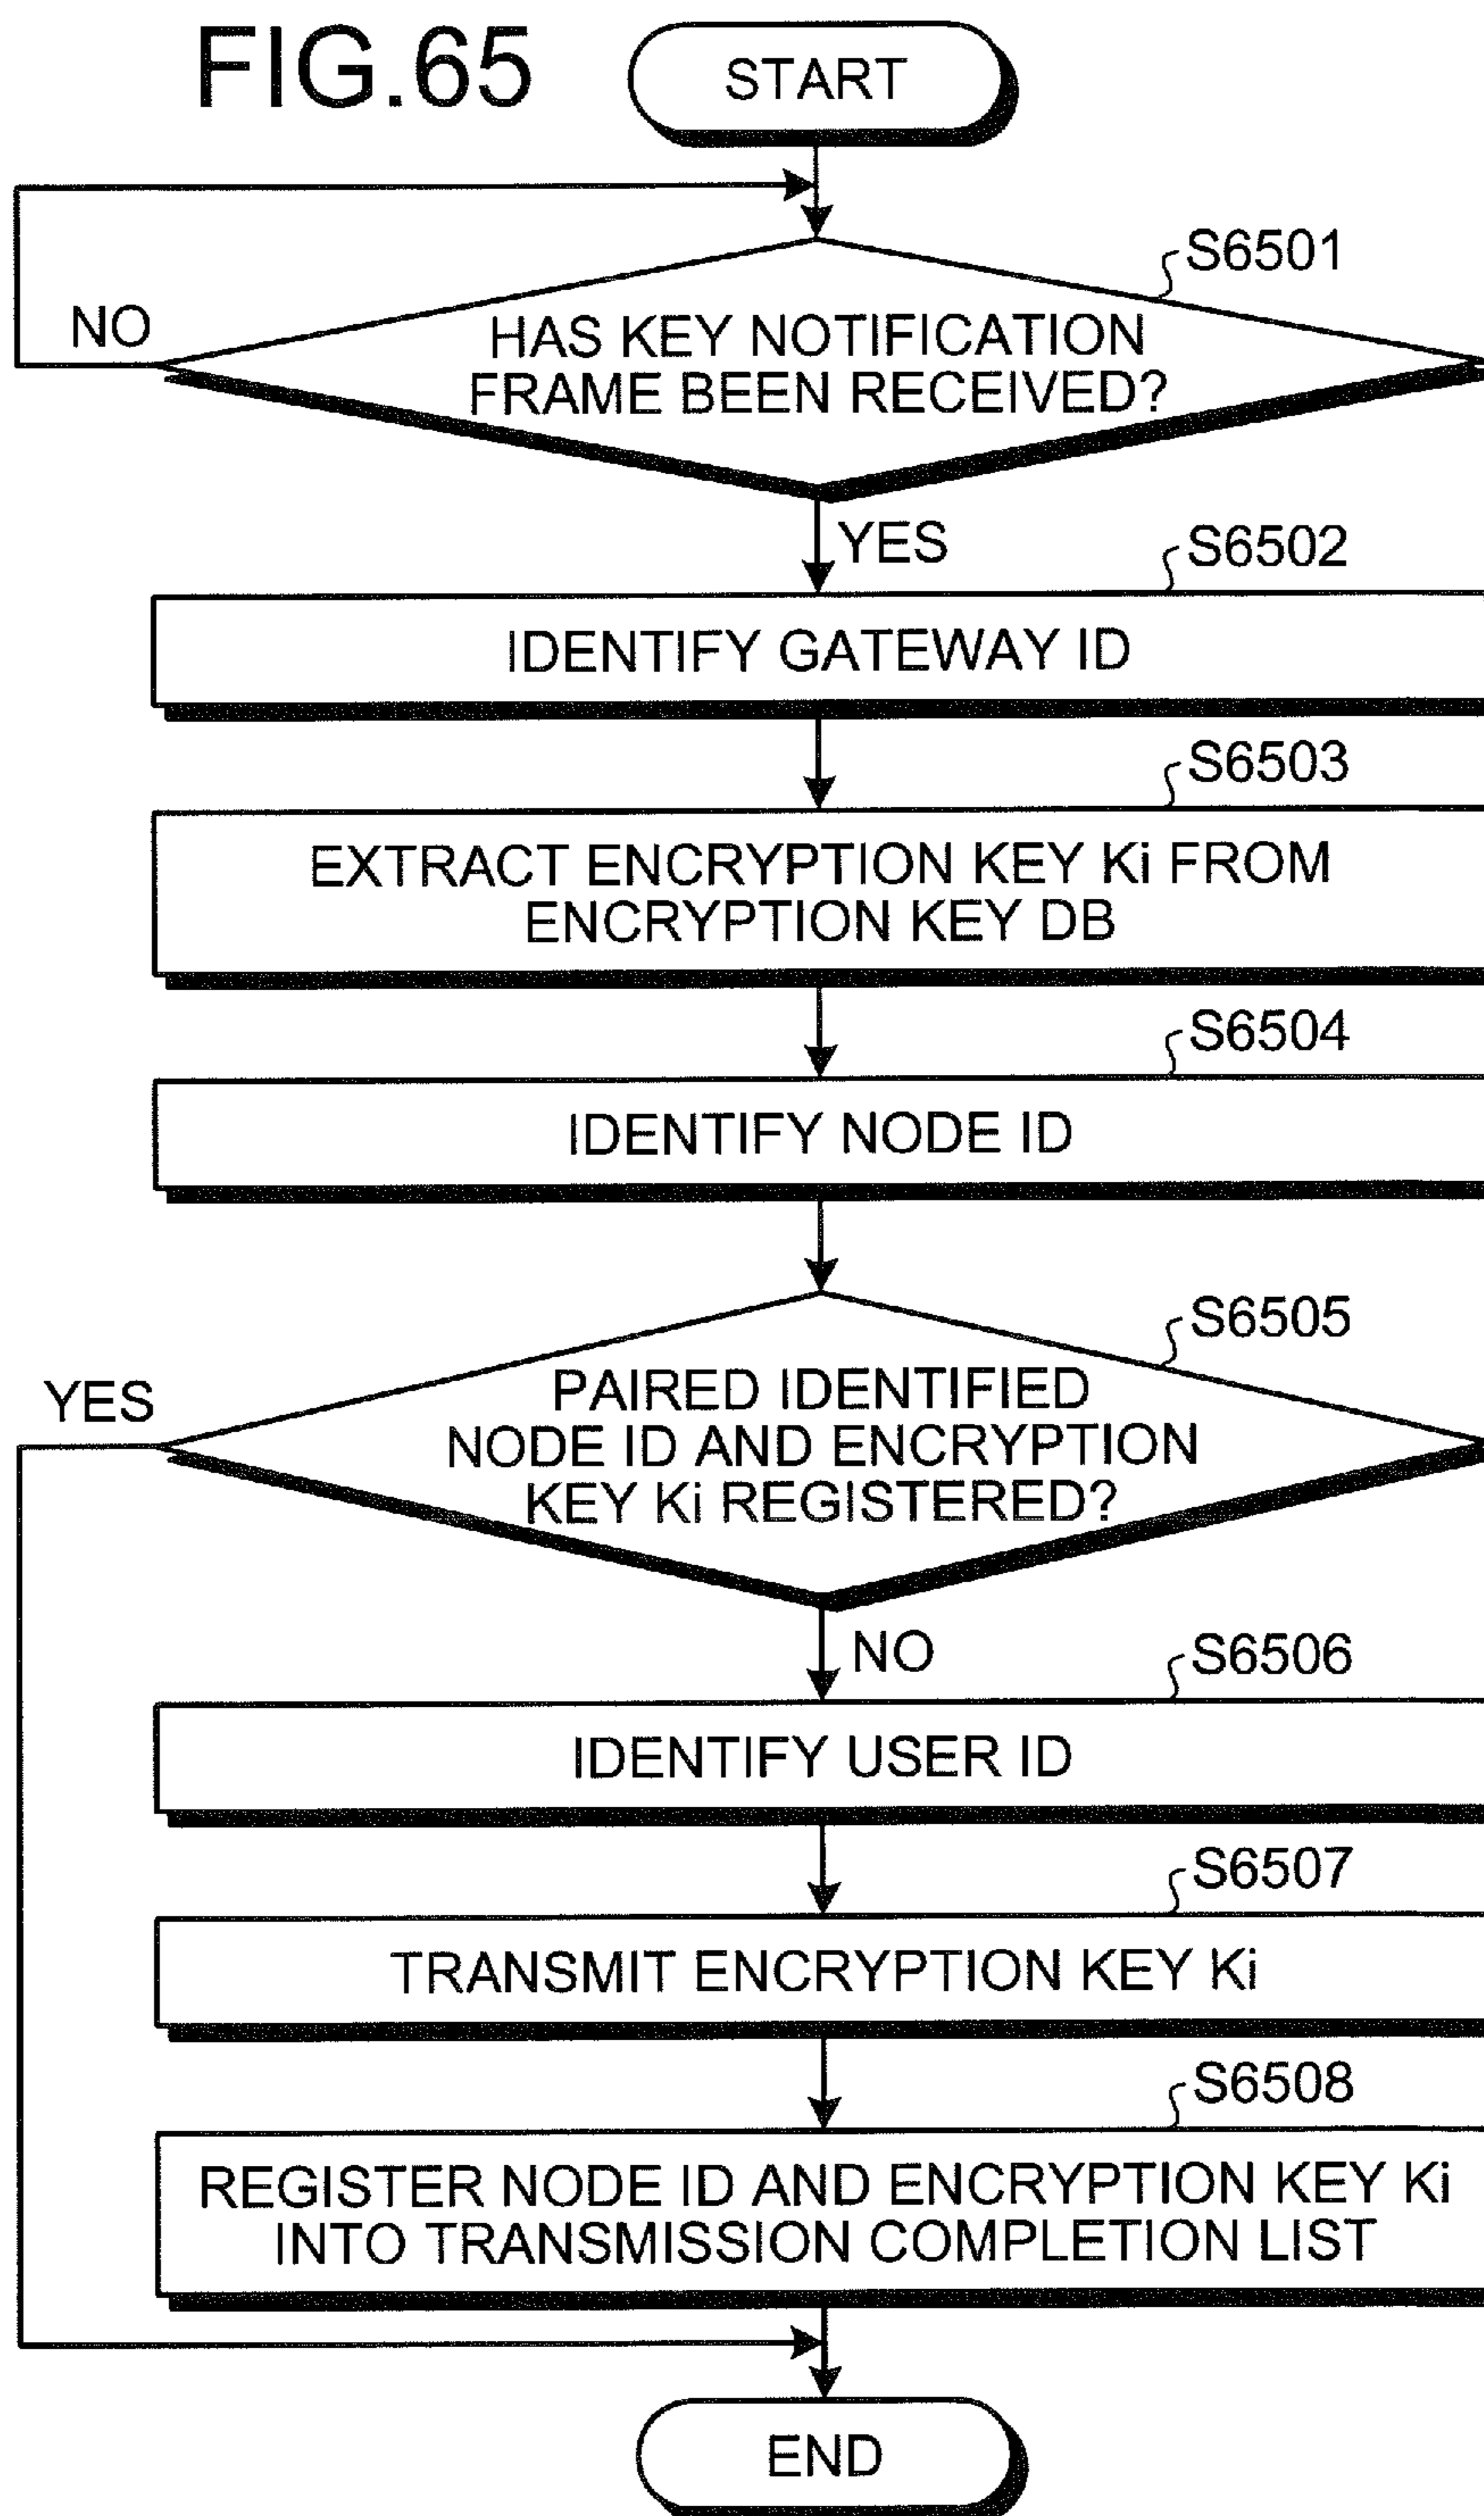 FIG.65
START
S6501
NO
HAS KEY NOTIFICATION
FRAME BEEN RECEIVED?
YES
S6502
IDENTIFY GATEWAY ID
S6503
EXTRACT ENCRYPTION KEY Ki FROM
ENCRYPTION KEY DB
S6504
IDENTIFY NODE ID
S6505
YES
PAIRED IDENTIFIED
NODE ID AND ENCRYPTION
KEY Ki REGISTERED?
NO
S6506
IDENTIFY USER ID
S6507
TRANSMIT ENCRYPTION KEY Ki
S6508
REGISTER NODE ID AND ENCRYPTION KEY Ki
INTO TRANSMISSION COMPLETION LIST
END